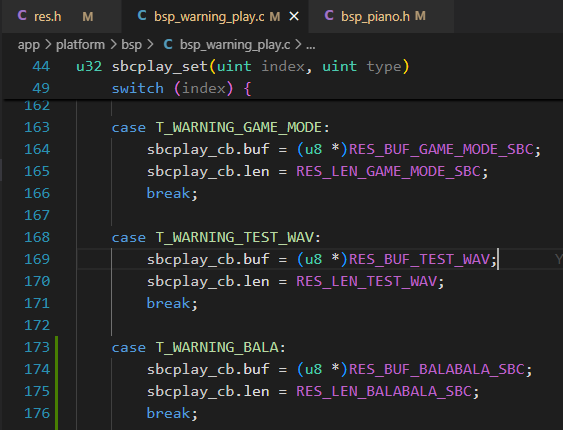 res.h M
bsp_warning_play.c M
bsp_piano.h M
app > platform > bsp > C bsp_warning_play.c > ...
44 u32 sbcplay_set(uint index, uint type)
49 switch (index) {
162
163 case T_WARNING_GAME_MODE:
164 sbcplay_cb.buf = (u8 *)RES_BUF_GAME_MODE_SBC;
165 sbcplay_cb.len = RES_LEN_GAME_MODE_SBC;
166 break;
167
168 case T_WARNING_TEST_WAV:
169 sbcplay_cb.buf = (u8 *)RES_BUF_TEST_WAV; Y
170 sbcplay_cb.len = RES_LEN_TEST_WAV;
171 break;
172
173 case T_WARNING_BALA:
174 sbcplay_cb.buf = (u8 *)RES_BUF_BALABALA_SBC;
175 sbcplay_cb.len = RES_LEN_BALABALA_SBC;
176 break;